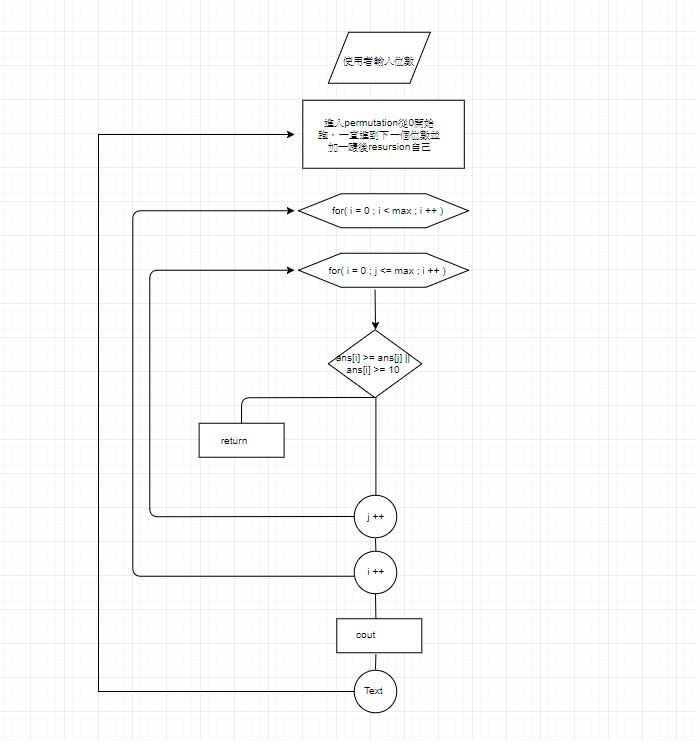 使用者輸入位數
進入permutation從0開始
跑，一直進到下一個位數並
加一隨後resursion自己
for( i = 0 ; i < max ; i ++ )
for( i = 0 ; j <= max ; i ++ )
ans[i] >= ans[j] ||
ans[i] >= 10
return
j ++
i ++
cout
Text